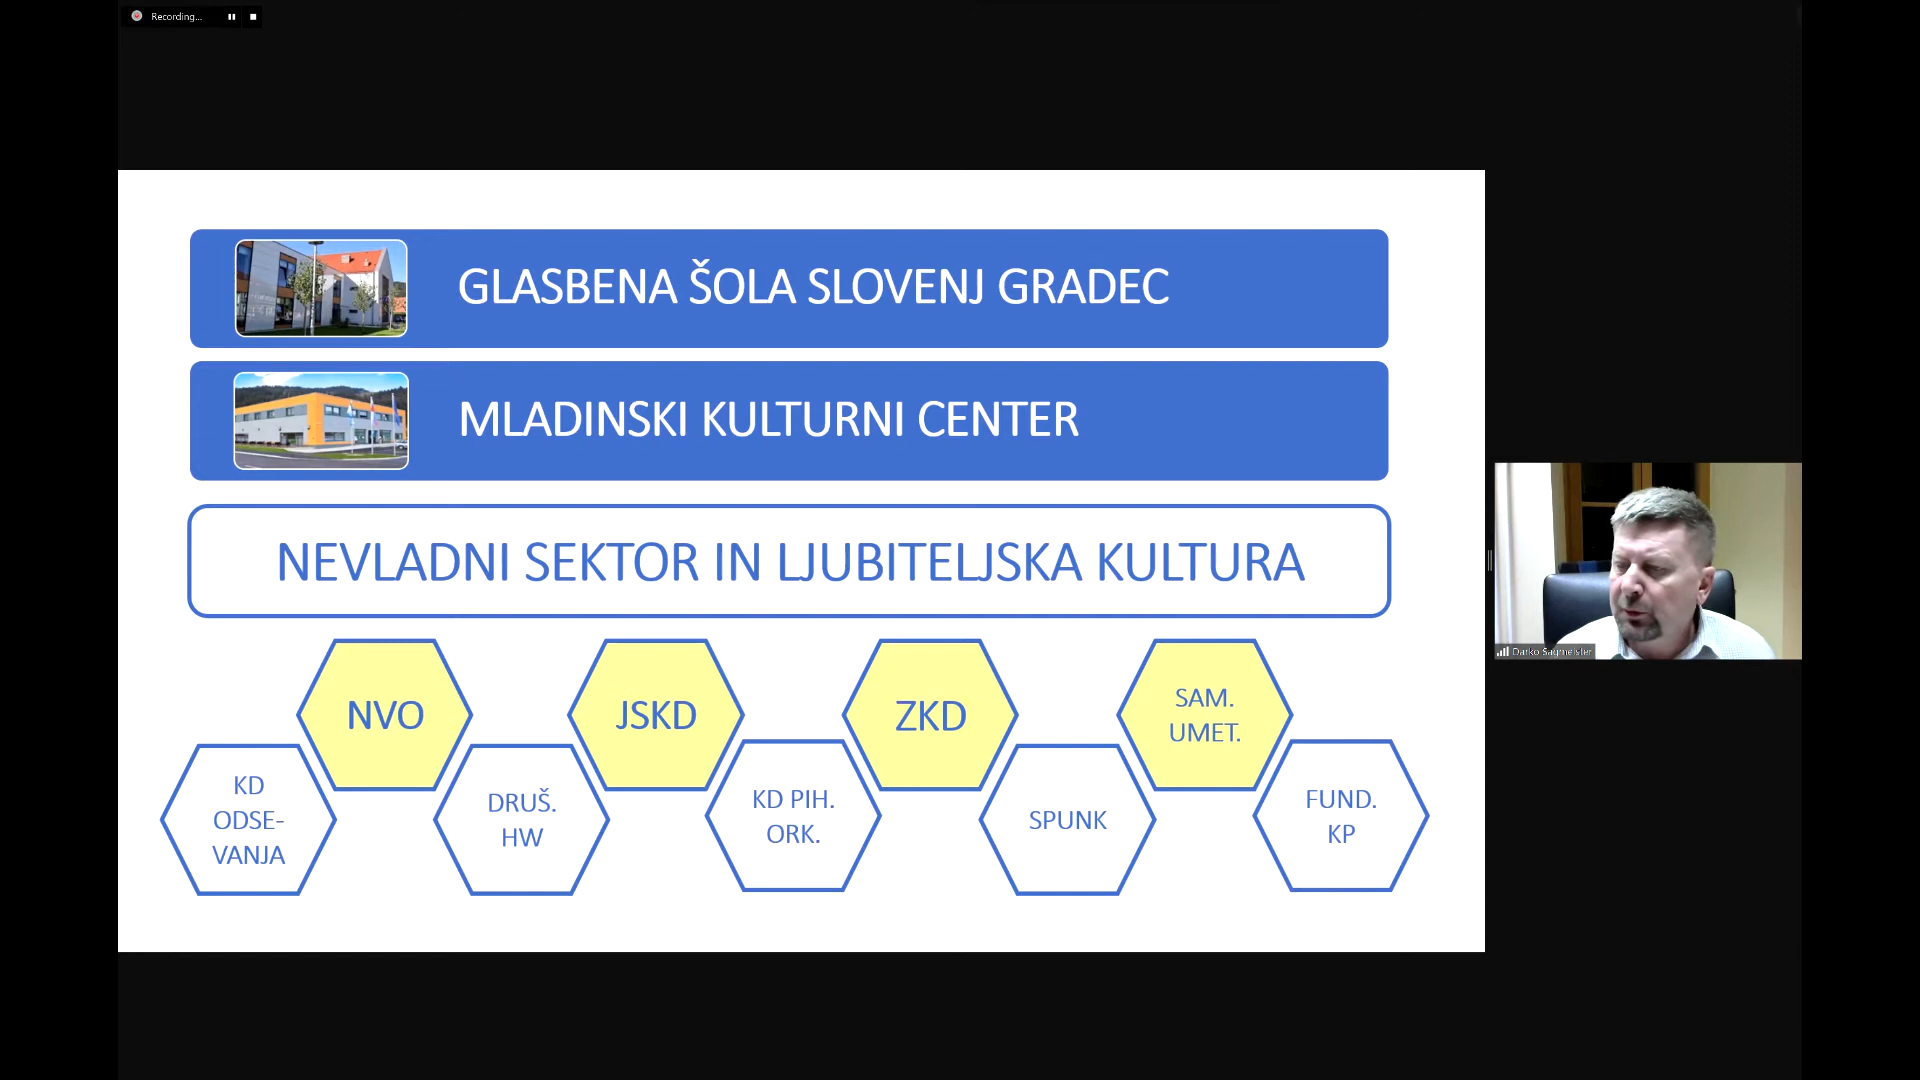 Recording...
GLASBENA ŠOLA SLOVENJ GRADEC
MLADINSKI KULTURNI CENTER
NEVLADNI SEKTOR IN LJUBITELJSKA KULTURA
NVO
JSKD
ZKD
SAM.
UMET.
KD
ODSE-
VANJA
DRUŠ.
HW
KD PIH.
ORK.
SPUNK
FUND.
KP
Darko Sagmeister